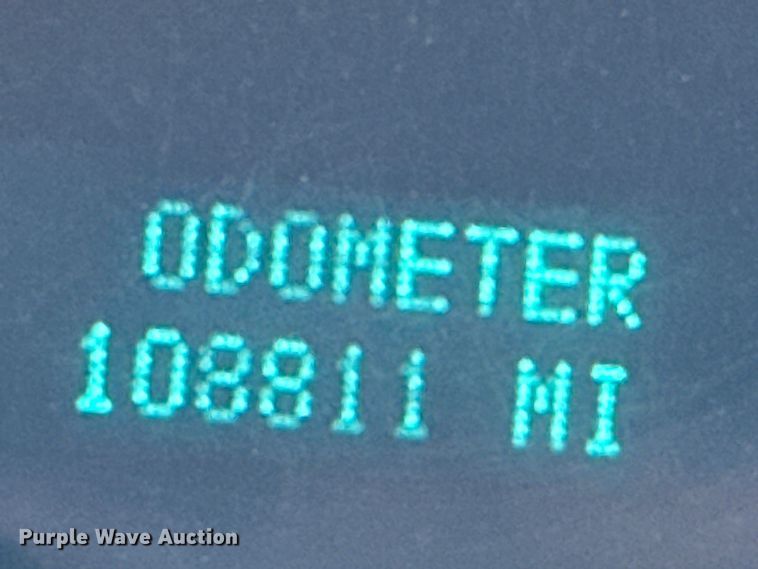 ODOMETER
108811 MI
Purple Wave Auction